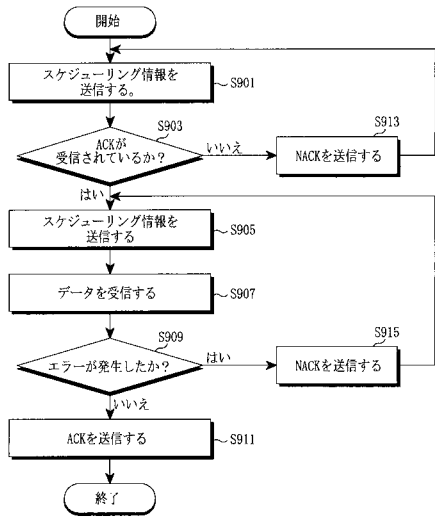 開始
スケジューリング情報を
送信する。
S901
ACKが
受信されているか?
S903
いいえ
NACKを送信する
S913
はい
スケジューリング情報を
送信する
S905
データを受信する
S907
エラーが発生したか?
S909
はい
NACKを送信する
S915
いいえ
ACKを送信する
S911
終了